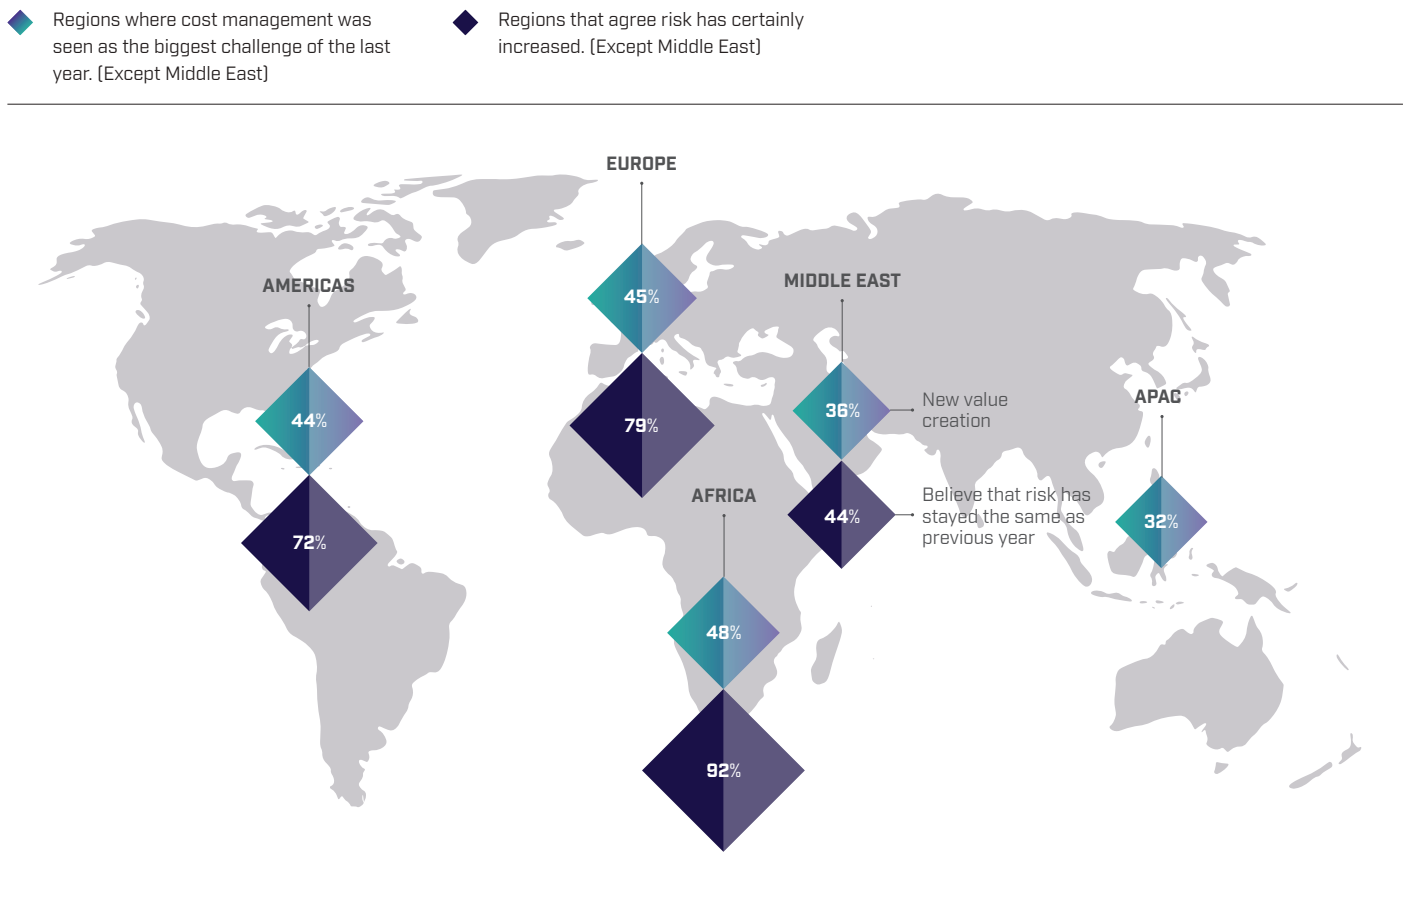 Regions where cost management was
seen as the biggest challenge of the last
year. (Except Middle East)
Regions that agree risk has certainly
increased. (Except Middle East)
EUROPE
45%
79%
AMERICAS
44%
72%
MIDDLE EAST
36%
New value
creation
44%
Believe that risk has
stayed the same as
previous year
APAC
32%
AFRICA
48%
92%